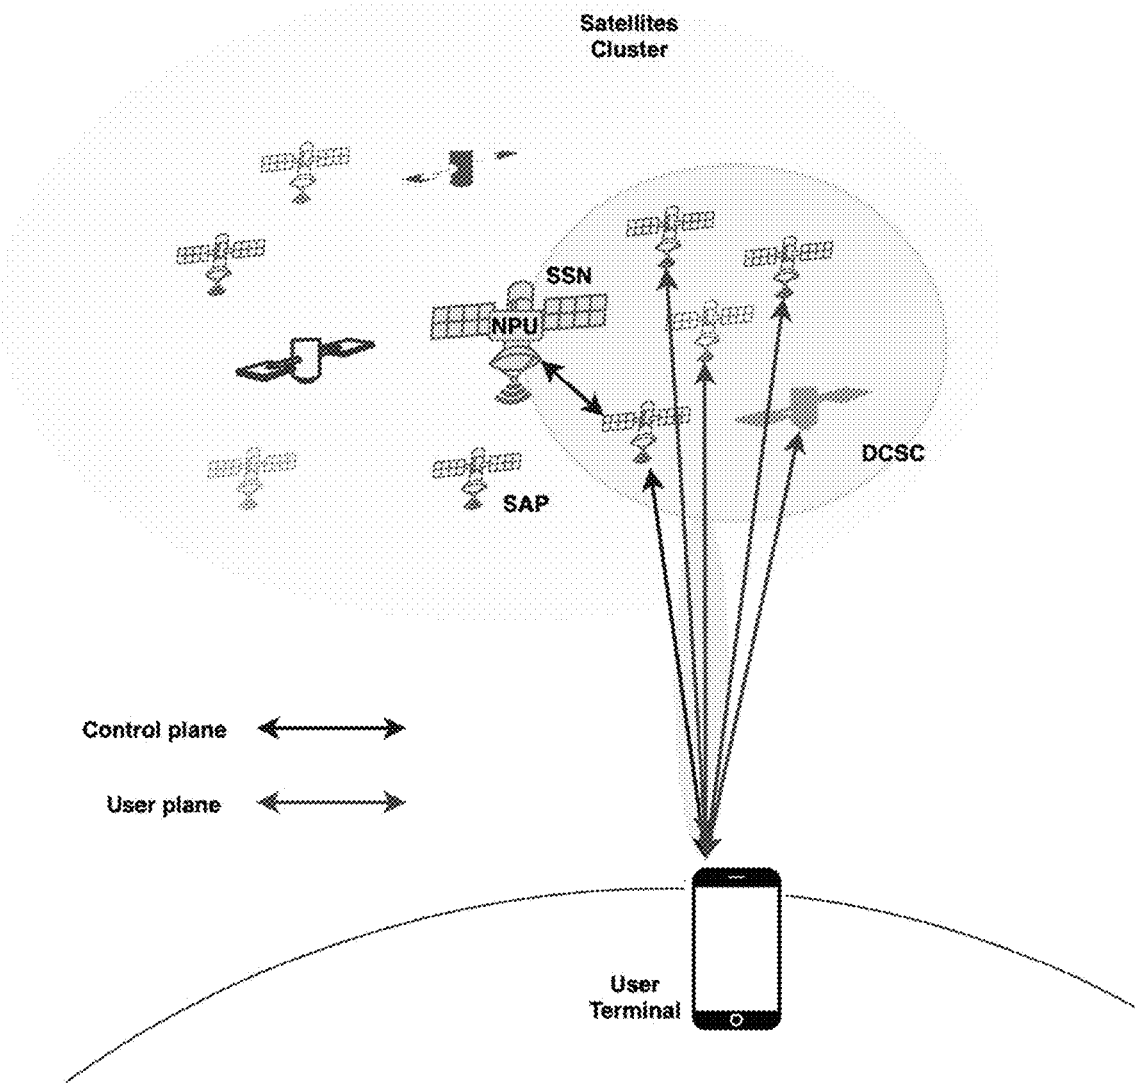 Satellites
Cluster
SSN
NPU
DCSC
SAP
Control plane
User plane
User
Terminal